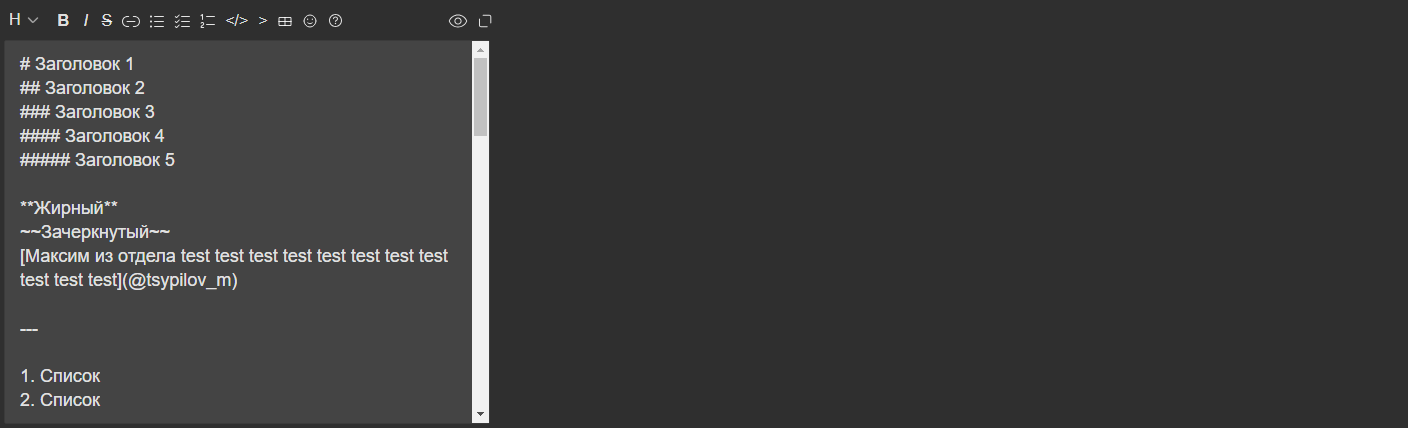 H B I S </> >
# Заголовок 1
## Заголовок 2
### Заголовок 3
#### Заголовок 4
##### Заголовок 5
**Жирный**
~~Зачеркнутый~~
[Максим из отдела test test test test test test test test
test test test](@tsypilov_m)
---
1. Список
2. Список